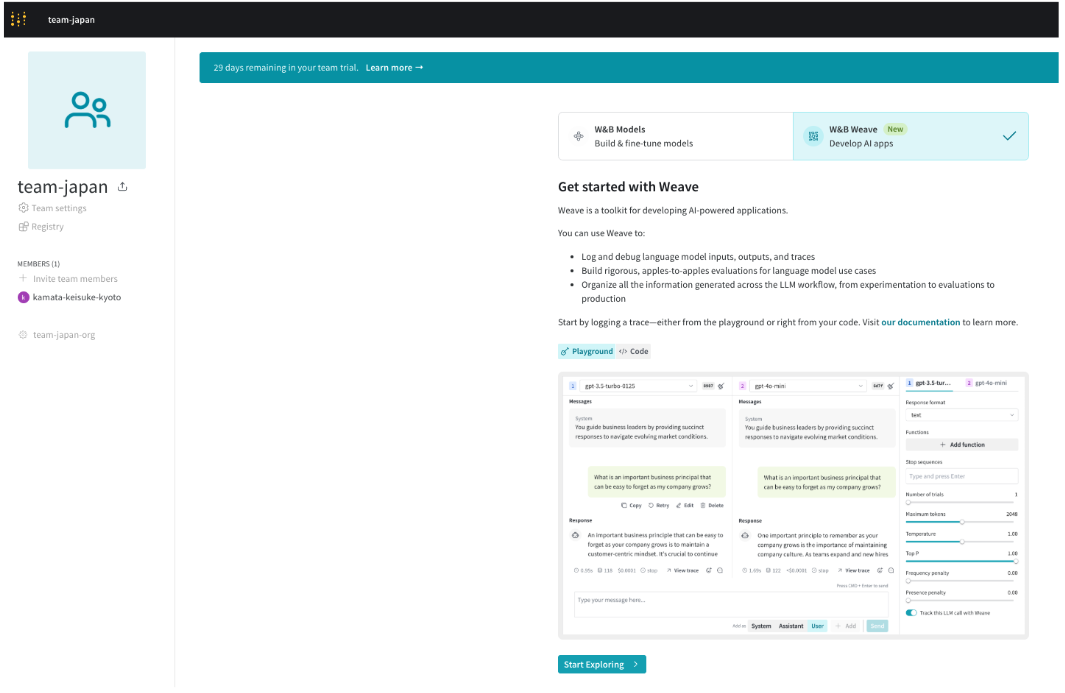 team-japan
29 days remaining in your team trial. Learn more →
team-japan
Team settings
Registry
MEMBERS (1)
Invite team members
k kamata-keisuke-kyoto
team-japan-org
W&B Models
Build & fine-tune models
W&B Weave New
Develop AI apps
Get started with Weave
Weave is a toolkit for developing AI-powered applications.
You can use Weave to:
• Log and debug language model inputs, outputs, and traces
• Build rigorous, apples-to-apples evaluations for language model use cases
• Organize all the information generated across the LLM workflow, from experimentation to evaluations to
production
Start by logging a trace—either from the playground or right from your code. Visit our documentation to learn more.
Playground </> Code
1 gpt-3.5-turbo-0125
Messages
System
You guide business leaders by providing succinct
responses to navigate evolving market conditions.
What is an important business principle that
can be easy to forget as my company grows?
Copy Retry Edit Delete
Response
An important business principle that can be easy to
forget as your company grows is to maintain a
customer-centric mindset. It's crucial to continue
0.95s 110 $0.0001 stop View trace
2 gpt-4o-mini
Messages
System
You guide business leaders by providing succinct
responses to navigate evolving market conditions.
What is an important business principle that
can be easy to forget as my company grows?
Response
One important principle to remember as your
company grows is the importance of maintaining
company culture. As teams expand and new hires
122 <$0.0001 stop View trace
Type your message here...
Add as System Assistant User + Add Send
1 gpt-3.5-tur... 2 gpt-4o-mini
Response format
text
Functions
+ Add function
Stop sequences
Type and press Enter
Number of trials 1
Maximum tokens 2048
Temperature 1.00
Top P 1.00
Frequency penalty 0.00
Presence penalty 0.00
Track this LLM call with Weave
Start Exploring